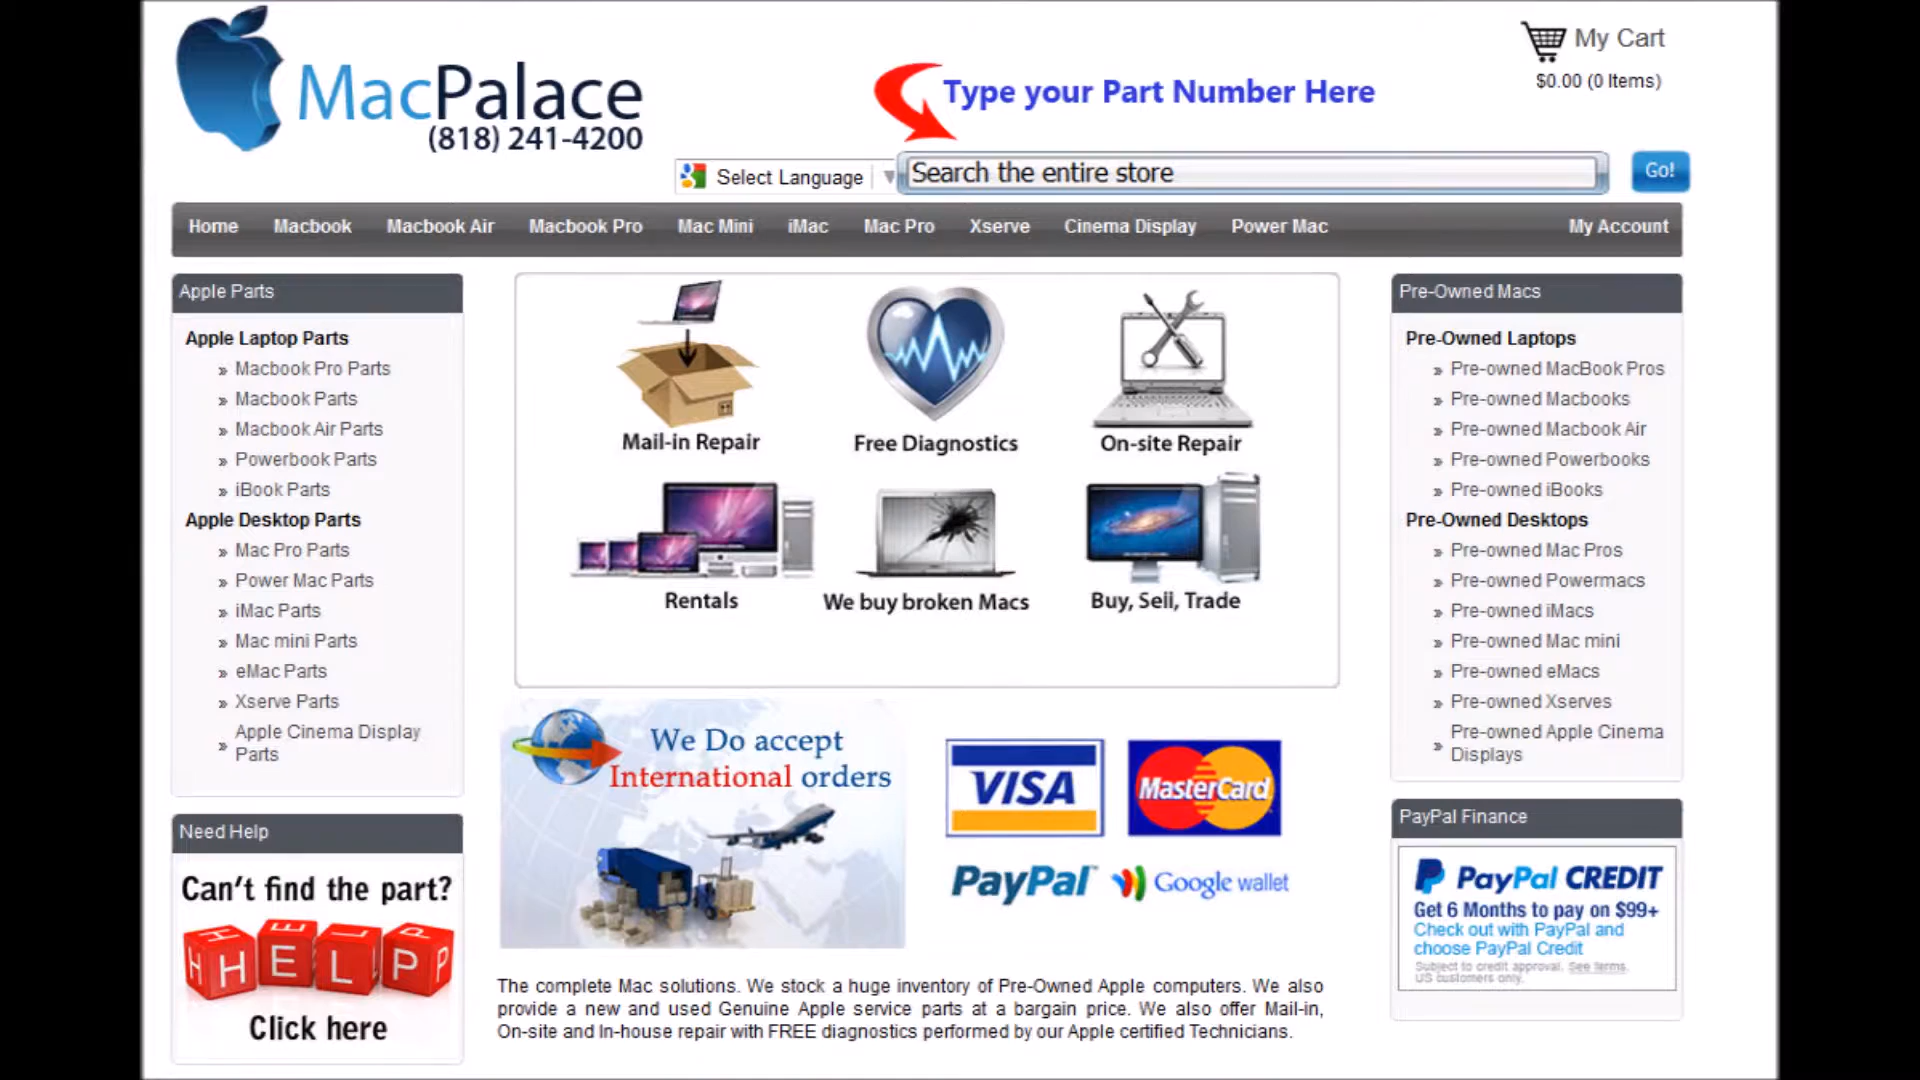 MacPalace
(818) 241-4200
Type your Part Number Here
My Cart
$0.00 (0 Items)
Select Language
Search the entire store
Go!
Home Macbook Macbook Air Macbook Pro Mac Mini iMac Mac Pro Xserve Cinema Display Power Mac My Account
Apple Parts
Apple Laptop Parts
» Macbook Pro Parts
» Macbook Parts
» Macbook Air Parts
» Powerbook Parts
» iBook Parts
Apple Desktop Parts
» Mac Pro Parts
» Power Mac Parts
» iMac Parts
» Mac mini Parts
» eMac Parts
» Xserve Parts
» Apple Cinema Display
Parts
Need Help
Can't find the part?
HELP
Click here
Mail-in Repair
Free Diagnostics
On-site Repair
Rentals
We buy broken Macs
Buy, Sell, Trade
We Do accept
International orders
VISA
MasterCard
PayPal
Google wallet
The complete Mac solutions. We stock a huge inventory of Pre-Owned Apple computers. We also
provide a new and used Genuine Apple service parts at a bargain price. We also offer Mail-in,
On-site and In-house repair with FREE diagnostics performed by our Apple certified Technicians.
Pre-Owned Macs
Pre-Owned Laptops
» Pre-owned MacBook Pros
» Pre-owned Macbooks
» Pre-owned Macbook Air
» Pre-owned Powerbooks
» Pre-owned iBooks
Pre-Owned Desktops
» Pre-owned Mac Pros
» Pre-owned Powermacs
» Pre-owned iMacs
» Pre-owned Mac mini
» Pre-owned eMacs
» Pre-owned Xserves
» Pre-owned Apple Cinema
Displays
PayPal Finance
PayPal CREDIT
Get 6 Months to pay on $99+
Check out with PayPal and
choose PayPal Credit
Subject to credit approval. See terms.
US customers only.